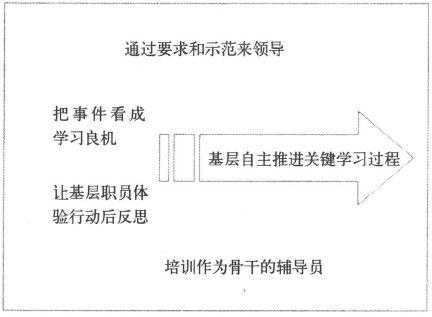 通过要求和示范来领导
把事件看成
学习良机
基层自主推进关键学习过程
让基层职员体
验行动后反思
培训作为骨干的辅导员